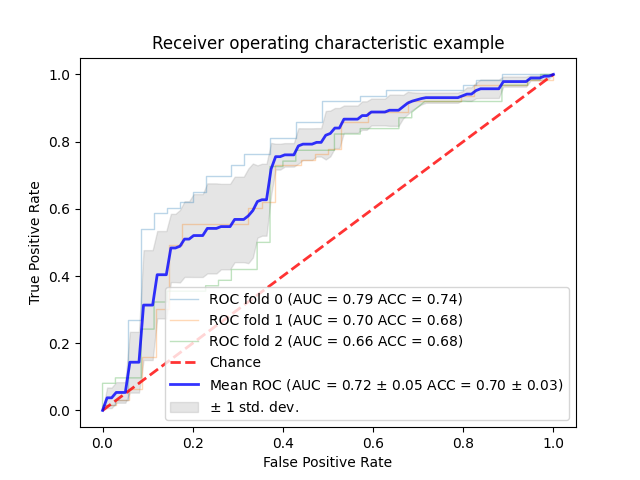 Receiver operating characteristic example
True Positive Rate
1.0
0.8
0.6
0.4
0.2
0.0
ROC fold 0 (AUC = 0.79 ACC = 0.74)
ROC fold 1 (AUC = 0.70 ACC = 0.68)
ROC fold 2 (AUC = 0.66 ACC = 0.68)
Chance
Mean ROC (AUC = 0.72 ± 0.05 ACC = 0.70 ± 0.03)
± 1 std. dev.
0.0 0.2 0.4 0.6 0.8 1.0
False Positive Rate